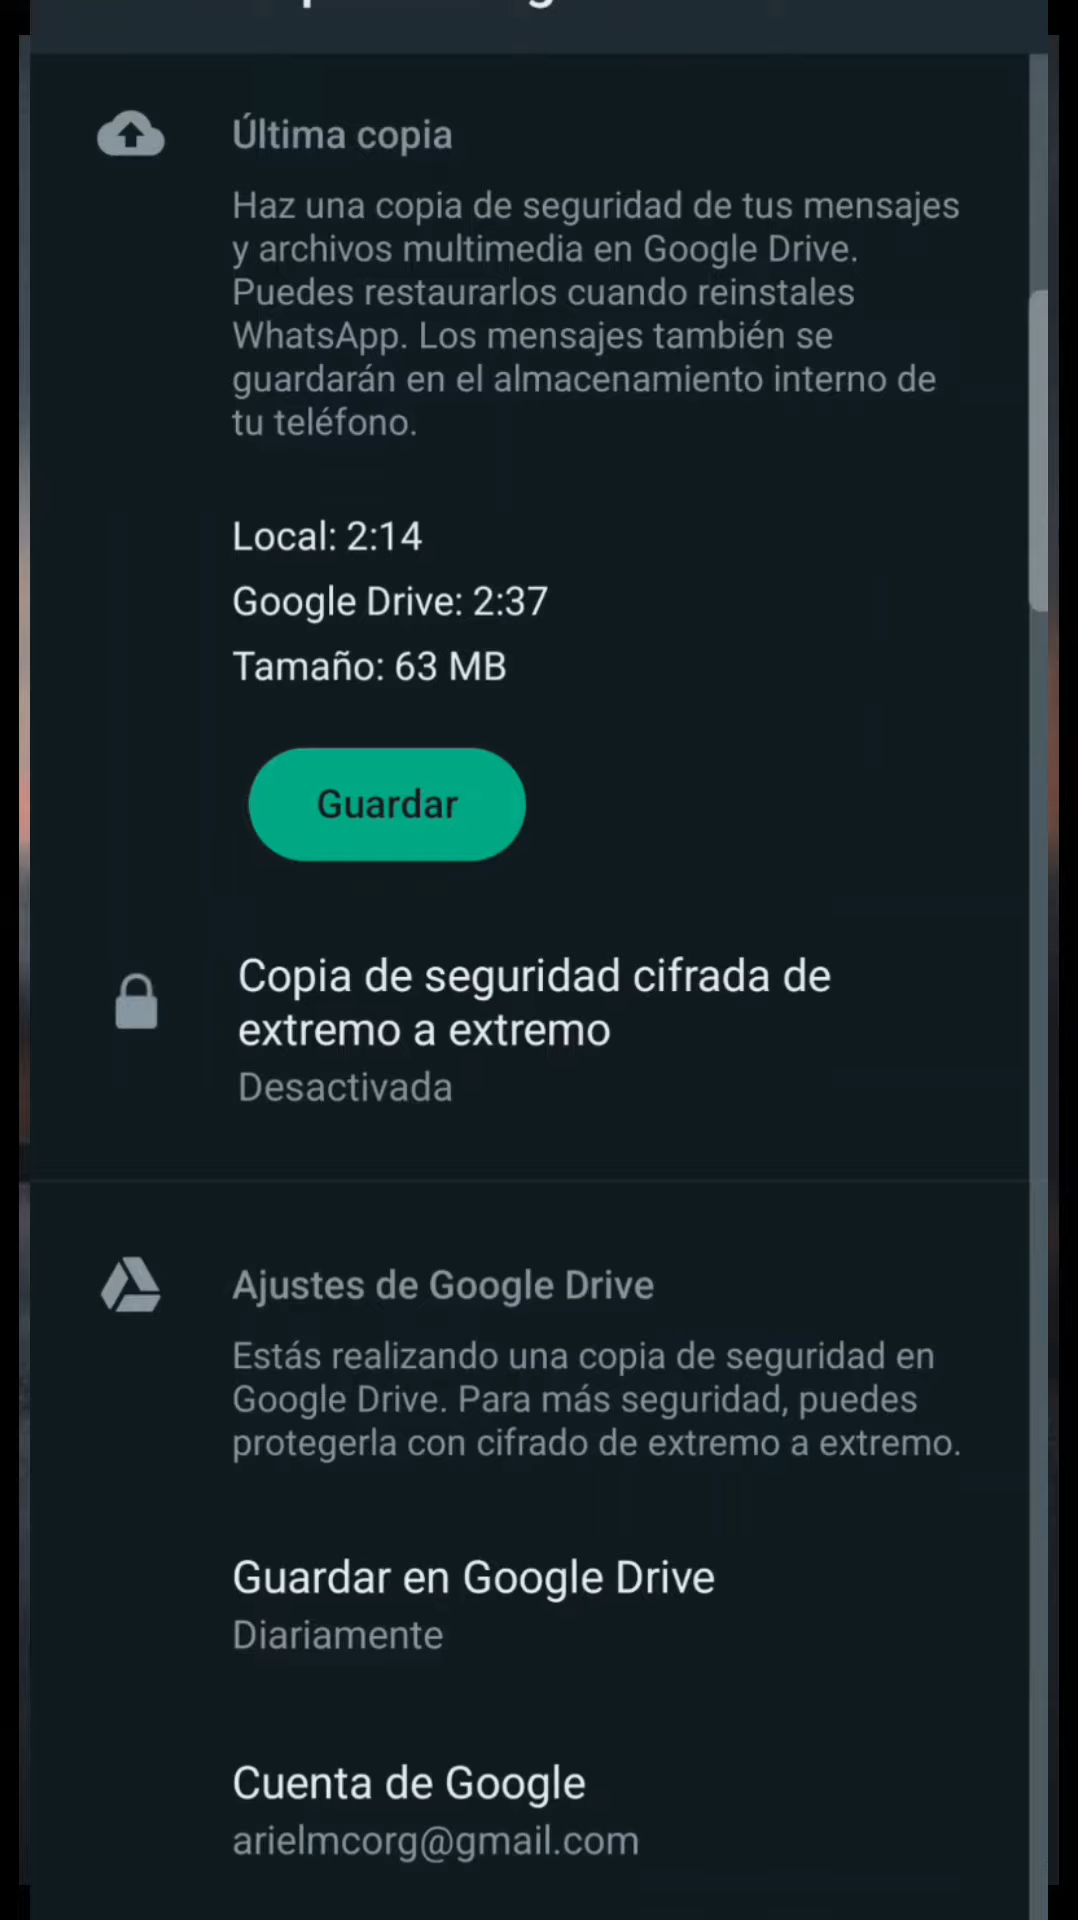 Última copia
Haz una copia de seguridad de tus mensajes
y archivos multimedia en Google Drive.
Puedes restaurarlos cuando reinstales
WhatsApp. Los mensajes también se
guardarán en el almacenamiento interno de
tu teléfono.
Local: 2:14
Google Drive: 2:37
Tamaño: 63 MB
Guardar
Copia de seguridad cifrada de
extremo a extremo
Desactivada
Ajustes de Google Drive
Estás realizando una copia de seguridad en
Google Drive. Para más seguridad, puedes
protegerla con cifrado de extremo a extremo.
Guardar en Google Drive
Diariamente
Cuenta de Google
arielmcorg@gmail.com